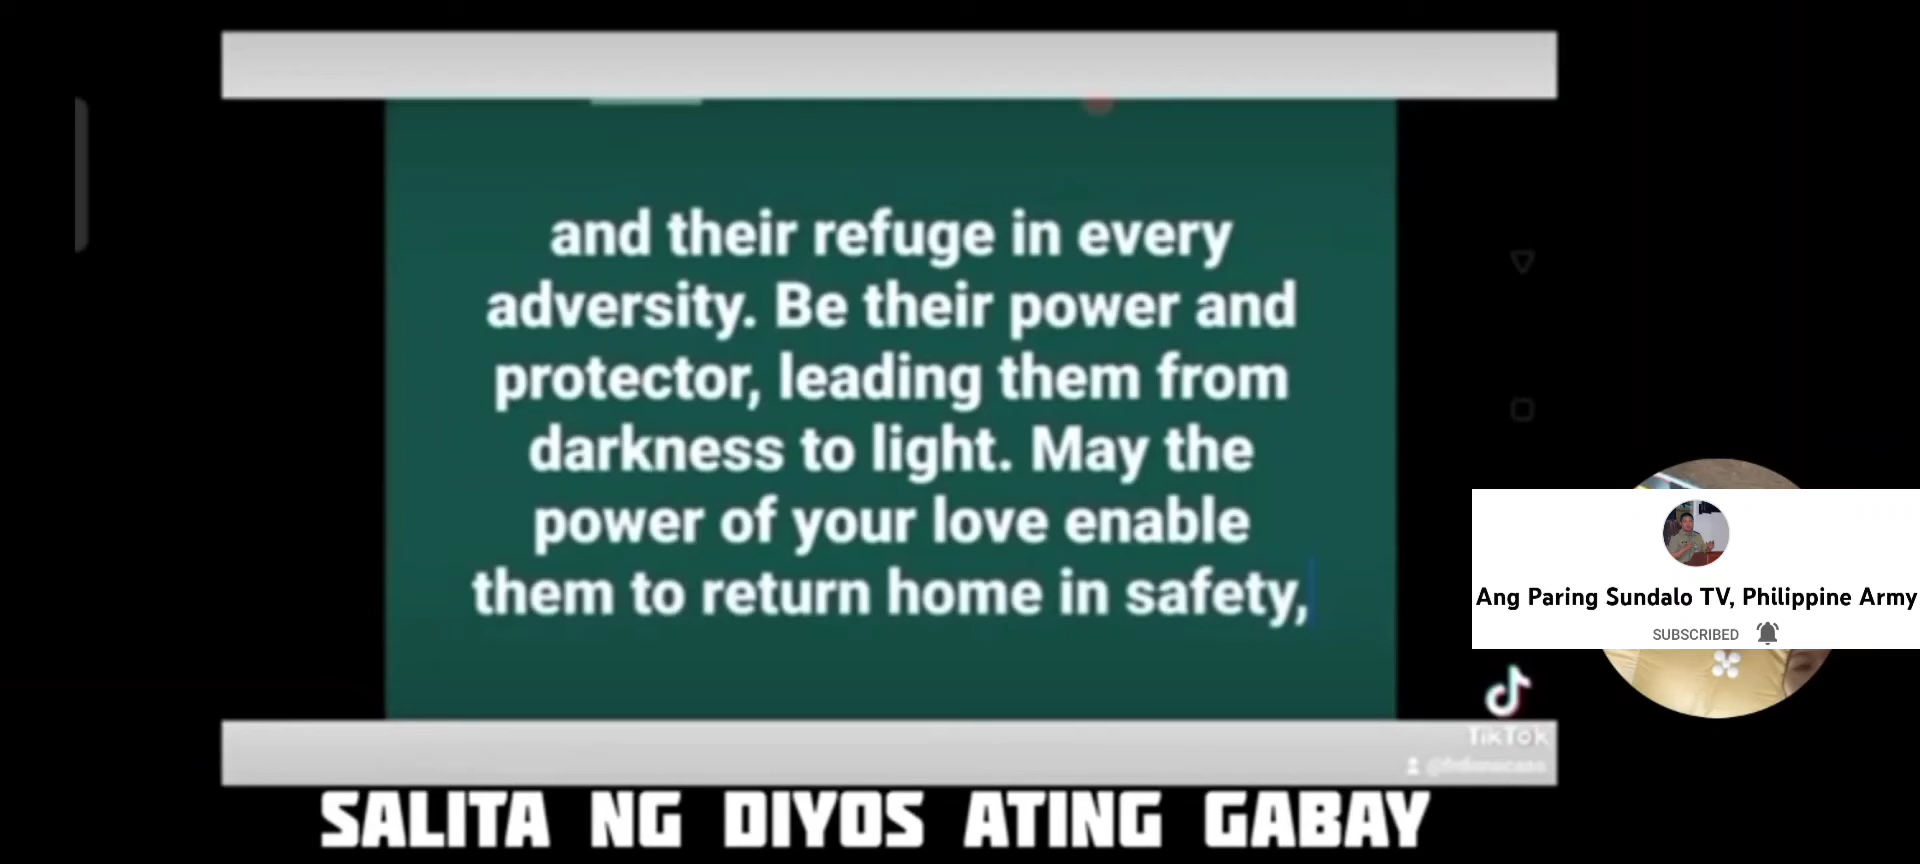 and their refuge in every
adversity. Be their power and
protector, leading them from
darkness to light. May the
power of your love enable
them to return home in safety,
Ang Paring Sundalo TV, Philippine Army
SUBSCRIBED
TikTok
SALITA NG DIYOS ATING GABAY